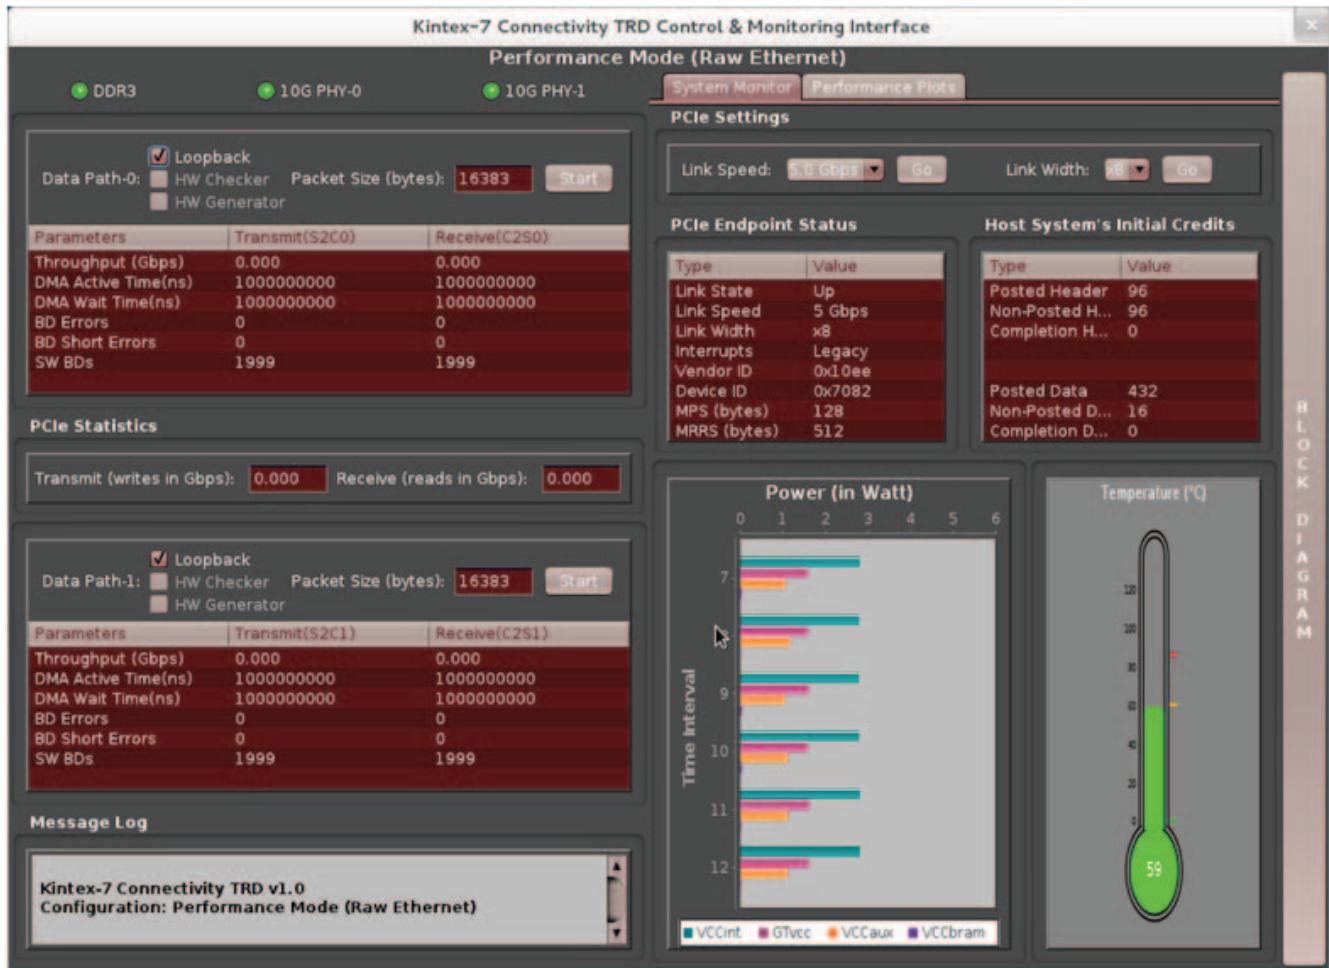 Kintex-7 Connectivity TRD Control & Monitoring Interface
Performance Mode (Raw Ethernet)
DDR3 10G PHY-0 10G PHY-1
Data Path-0: Loopback
HW Checker
HW Generator
Packet Size (bytes): 16383 Start
Parameters Transmit(S2C0) Receive(C2S0)
Throughput (Gbps) 0.000 0.000
DMA Active Time(ns) 1000000000 1000000000
DMA Wait Time(ns) 1000000000 1000000000
BD Errors 0 0
BD Short Errors 0 0
SW BDs 1999 1999
PCIe Statistics
Transmit (writes in Gbps): 0.000 Receive (reads in Gbps): 0.000
Data Path-1: Loopback
HW Checker
HW Generator
Packet Size (bytes): 16383 Start
Parameters Transmit(S2C1) Receive(C2S1)
Throughput (Gbps) 0.000 0.000
DMA Active Time(ns) 1000000000 1000000000
DMA Wait Time(ns) 1000000000 1000000000
BD Errors 0 0
BD Short Errors 0 0
SW BDs 1999 1999
Message Log
Kintex-7 Connectivity TRD v1.0
Configuration: Performance Mode (Raw Ethernet)
System Monitor Performance Plots
PCIe Settings
Link Speed: 5.0 Gbps Go Link Width: x8 Go
PCIe Endpoint Status
Type Value
Link State Up
Link Speed 5 Gbps
Link Width x8
Interrupts Legacy
Vendor ID 0x10ee
Device ID 0x7082
MPS (bytes) 128
MRRS (bytes) 512
Host System's Initial Credits
Type Value
Posted Header 96
Non-Posted H... 96
Completion H... 0
Posted Data 432
Non-Posted D... 16
Completion D... 0
Power (in Watt)
0 1 2 3 4 5 6
Time Interval
7
9
10
11
12
VCCint GTvcc VCCaux VCCbram
Temperature (°C)
120
100
80
60
40
20
0
59
BLOCK DIAGRAM